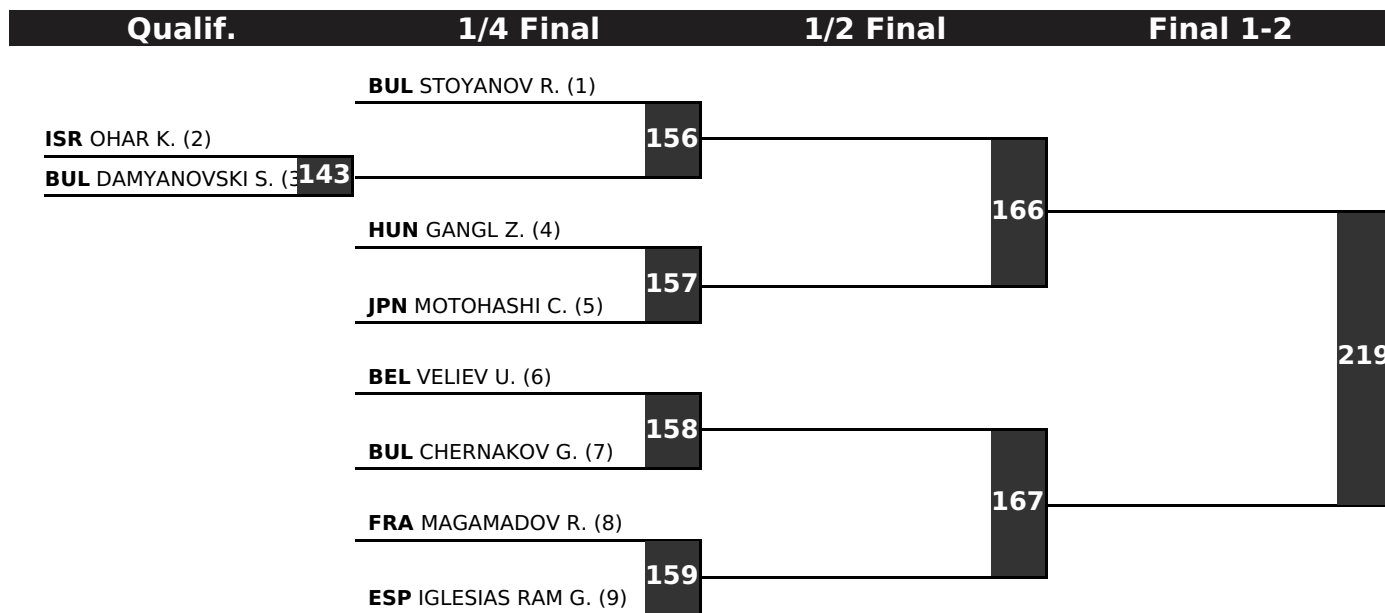 Qualif. 1/4 Final 1/2 Final Final 1-2
BUL STOYANOV R. (1)
156
ISR OHAR K. (2)
143
BUL DAMYANOVSKI S. (3
166
HUN GANGL Z. (4)
157
JPN MOTOHASHI C. (5)
219
BEL VELIEV U. (6)
158
BUL CHERNAKOV G. (7)
167
FRA MAGAMADOV R. (8)
159
ESP IGLESIAS RAM G. (9)